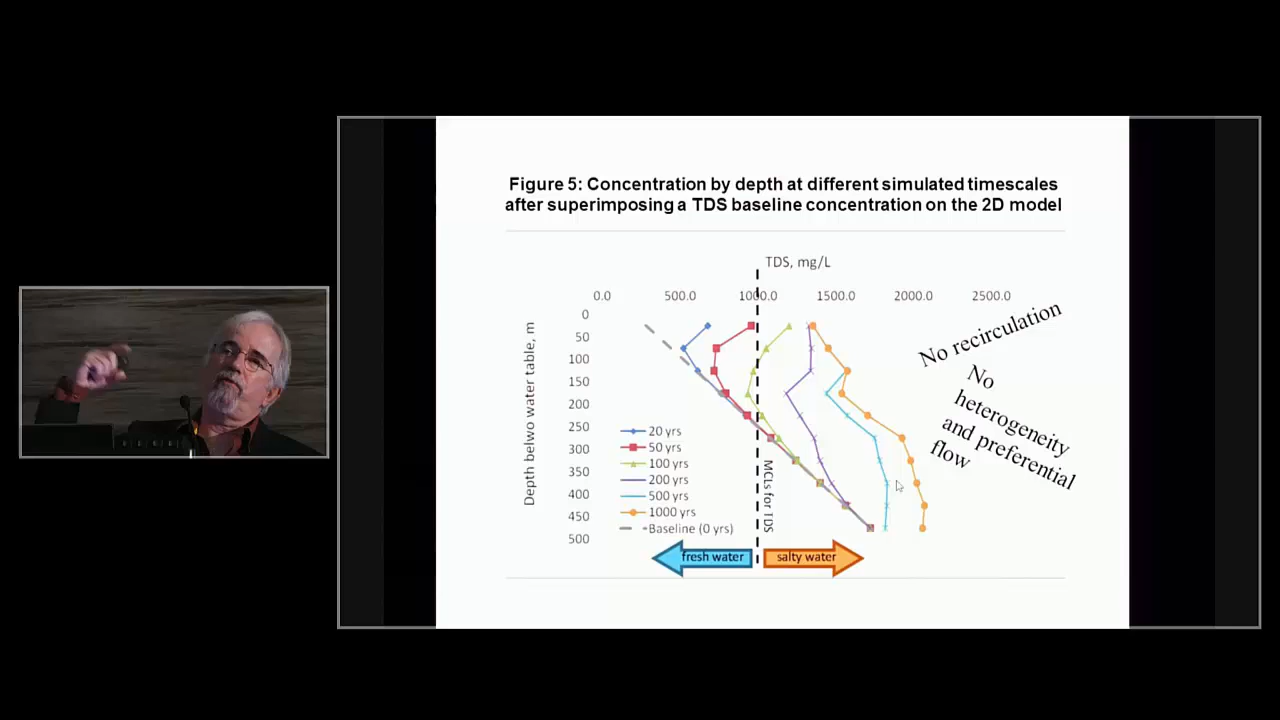 Figure 5: Concentration by depth at different simulated timescales
after superimposing a TDS baseline concentration on the 2D model
TDS, mg/L
0.0 500.0 1000.0 1500.0 2000.0 2500.0
Depth belwo water table, m
0
50
100
150
200
250
300
350
400
450
500
20 yrs
50 yrs
100 yrs
200 yrs
500 yrs
1000 yrs
Baseline (0 yrs)
MCLs for TDS
fresh water
salty water
No recirculation
No
heterogeneity
and preferential
flow